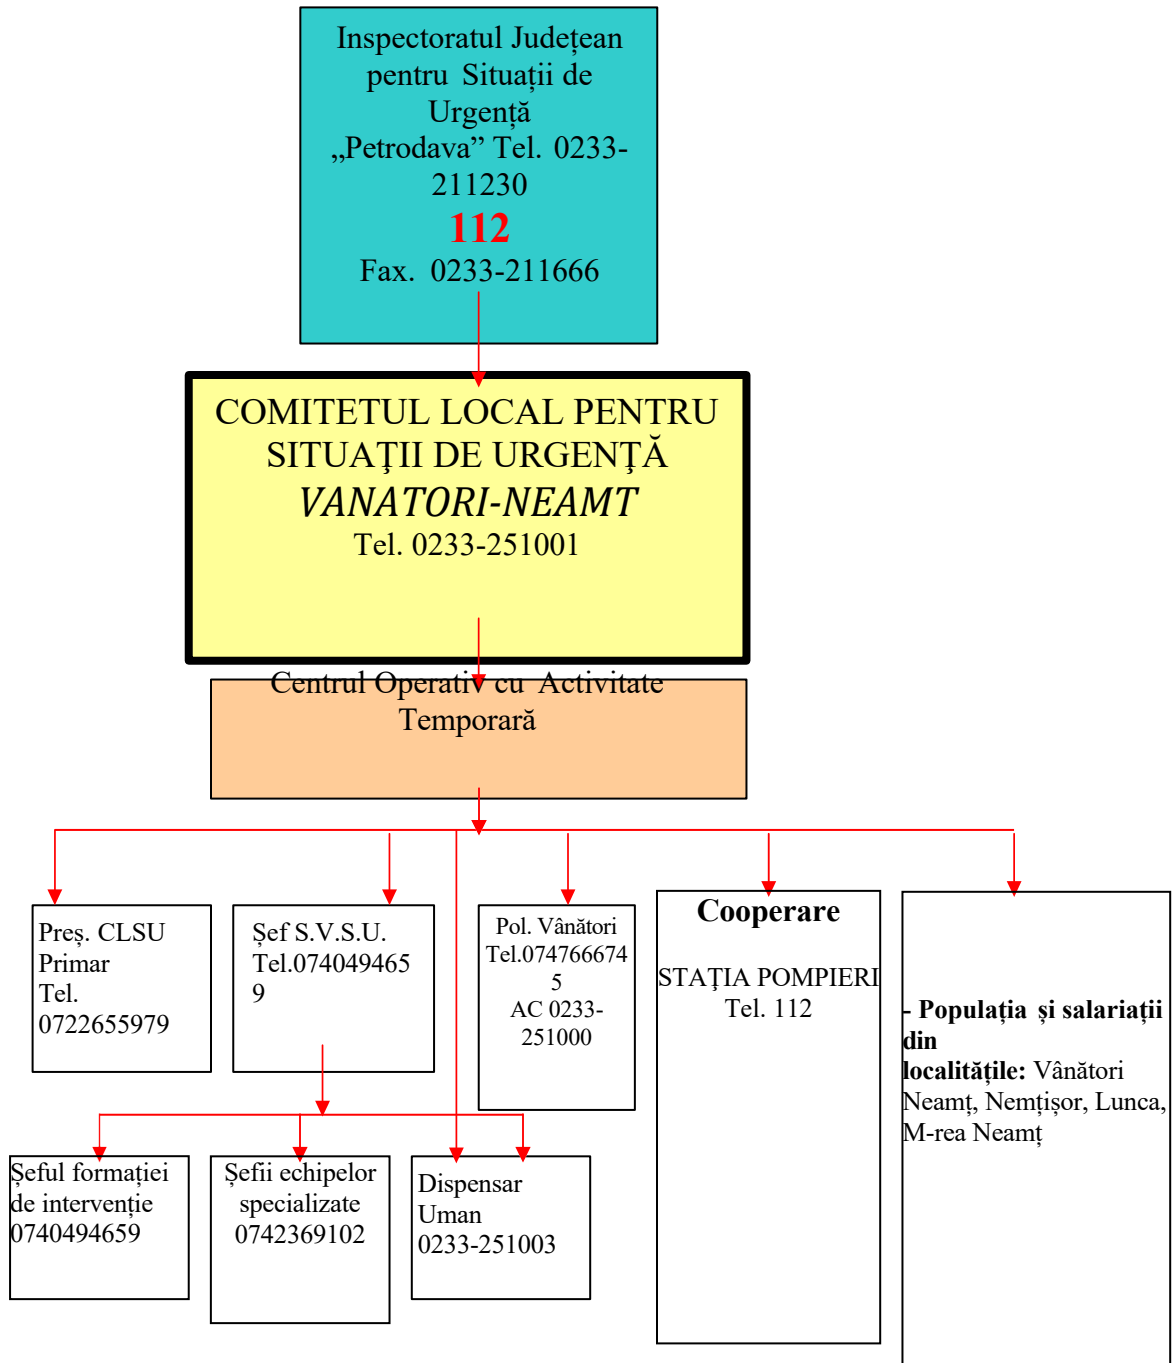 Inspectoratul Județean
pentru Situații de
Urgență
„Petrodava” Tel. 0233-
211230
112
Fax. 0233-211666
COMITETUL LOCAL PENTRU
SITUAŢII DE URGENŢĂ
VANATORI-NEAMT
Tel. 0233-251001
Centrul Operativ cu Activitate
Temporară
Preș. CLSU
Primar
Tel.
0722655979
Șef S.V.S.U.
Tel.074049465
9
Pol. Vânători
Tel.074766674
5
AC 0233-
251000
Cooperare
STAŢIA POMPIERI
Tel. 112
- Populația și salariații
din
localitățile: Vânători
Neamț, Nemțișor, Lunca,
M-rea Neamț
Șeful formației
de intervenție
0740494659
Șefii echipelor
specializate
0742369102
Dispensar
Uman
0233-251003